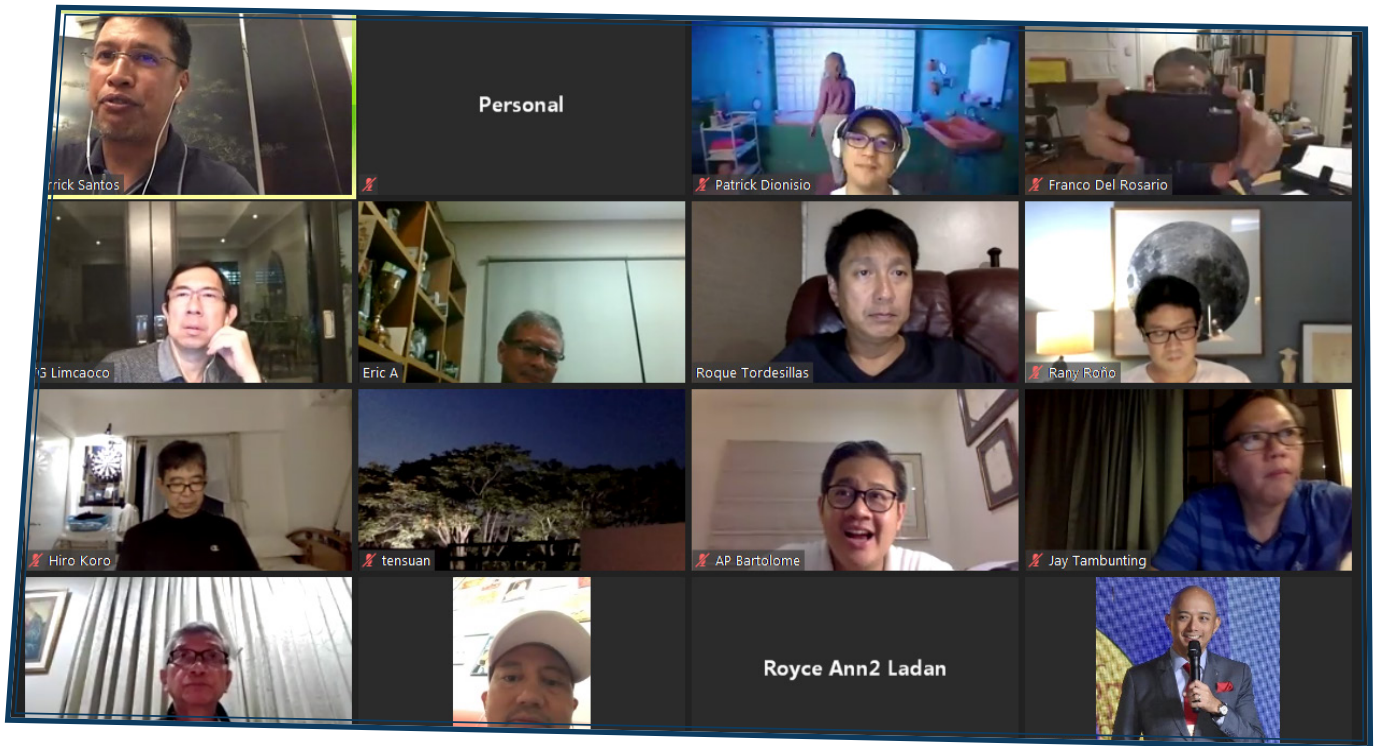 rrick Santos
Personal
Patrick Dionisio
Franco Del Rosario
G Limcaoco
Eric A
Roque Tordesillas
Rany Roño
Hiro Koro
tensuan
AP Bartolome
Jay Tambunting
Royce Ann2 Ladan